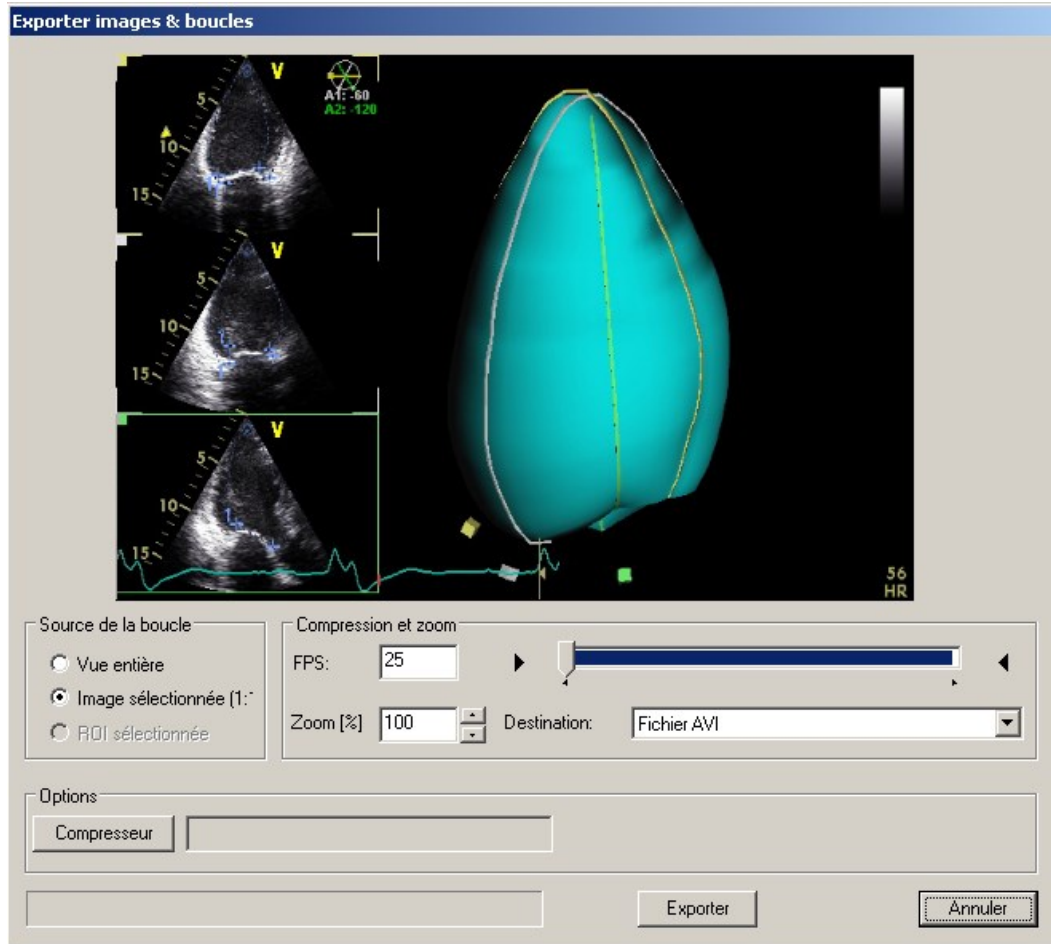 Exporter images & boucles
V
A1: -60
A2: -120
5
10
15
V
5
10
15
V
5
10
15
1
56
HR
Source de la boucle
Vue entière
Image sélectionnée (1:
ROI sélectionnée
Compression et zoom
FPS: 25
Zoom [%] 100 Destination: Fichier AVI
Options
Compresseur
Exporter Annuler